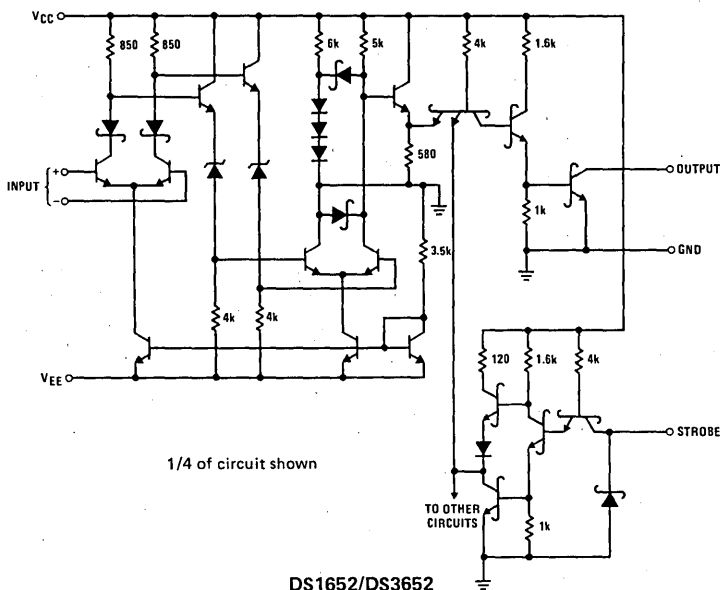 VCC
850
850
6k
5k
4k
1.6k
580
INPUT
+
−
OUTPUT
1k
GND
3.5k
4k
4k
VEE
120
1.6k
4k
STROBE
1/4 of circuit shown
TO OTHER
CIRCUITS
1k
DS1652/DS3652